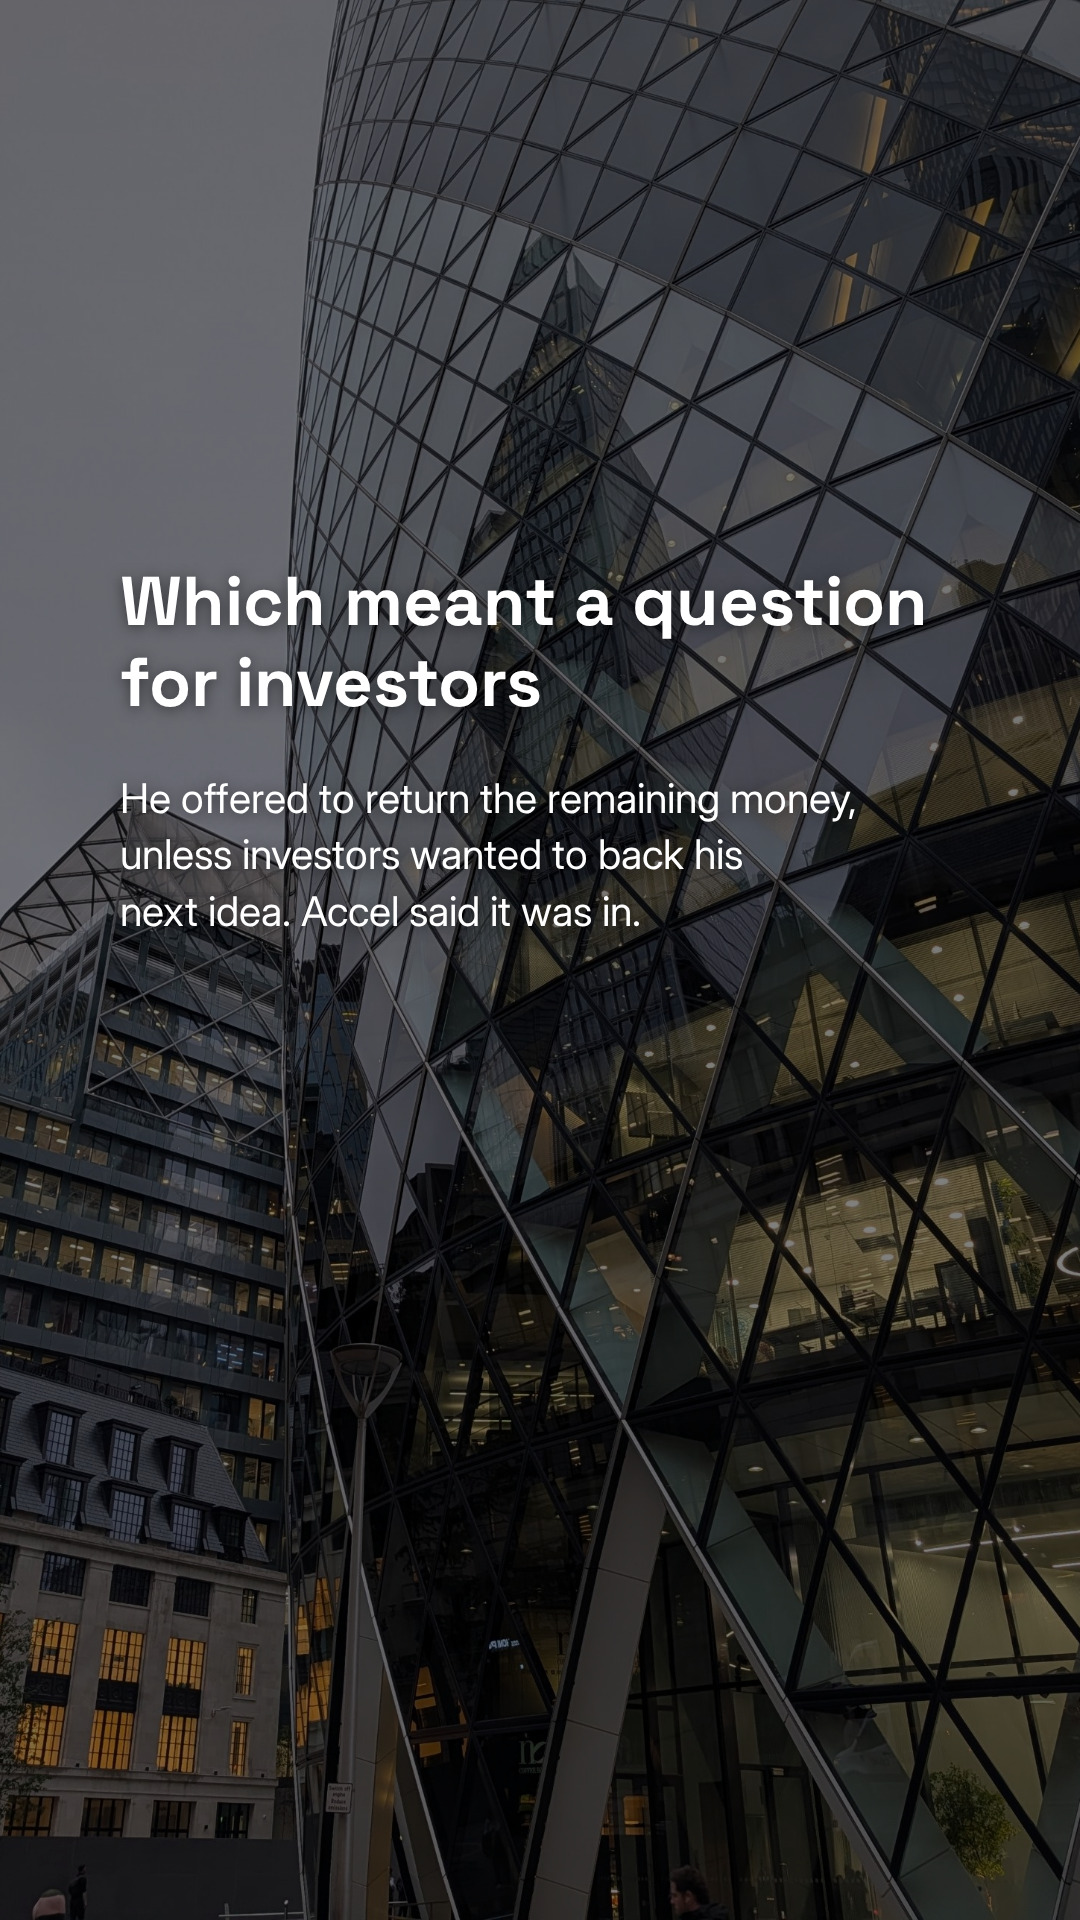 Which meant a question
for investors
He offered to return the remaining money,
unless investors wanted to back his
next idea. Accel said it was in.